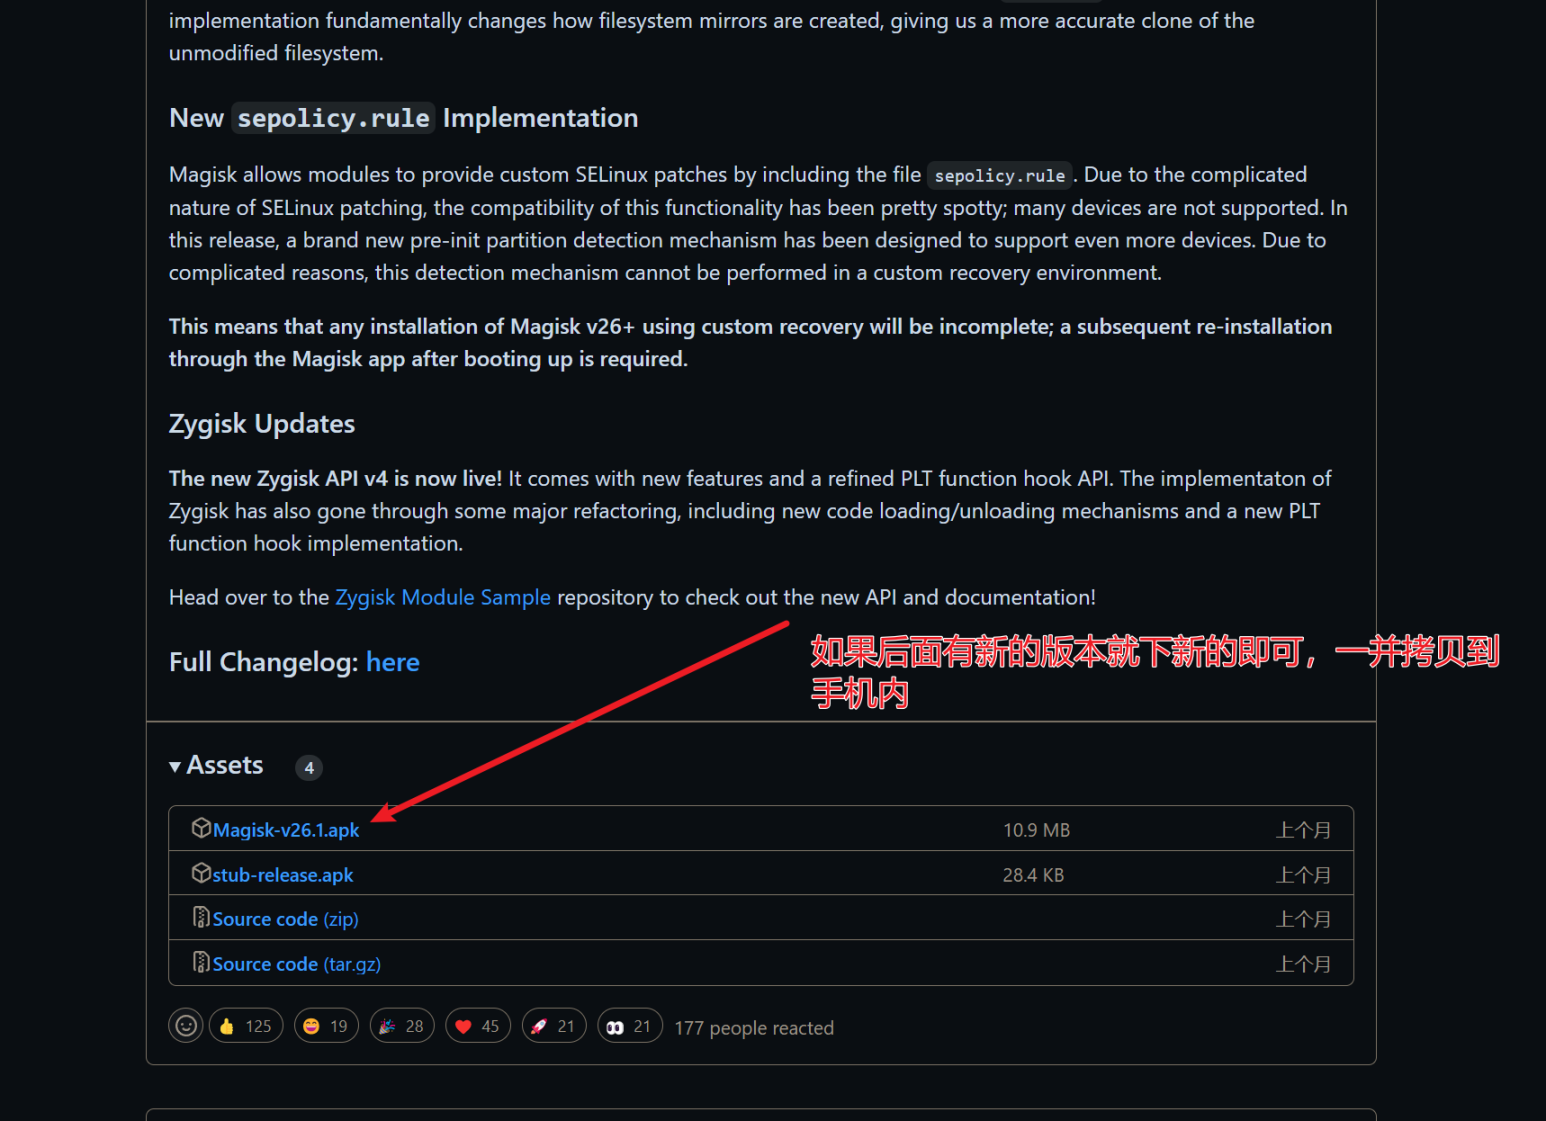 implementation fundamentally changes how filesystem mirrors are created, giving us a more accurate clone of the
unmodified filesystem.
New sepolicy.rule Implementation
Magisk allows modules to provide custom SELinux patches by including the file sepolicy.rule. Due to the complicated
nature of SELinux patching, the compatibility of this functionality has been pretty spotty; many devices are not supported. In
this release, a brand new pre-init partition detection mechanism has been designed to support even more devices. Due to
complicated reasons, this detection mechanism cannot be performed in a custom recovery environment.
This means that any installation of Magisk v26+ using custom recovery will be incomplete; a subsequent re-installation
through the Magisk app after booting up is required.
Zygisk Updates
The new Zygisk API v4 is now live! It comes with new features and a refined PLT function hook API. The implementaton of
Zygisk has also gone through some major refactoring, including new code loading/unloading mechanisms and a new PLT
function hook implementation.
Head over to the Zygisk Module Sample repository to check out the new API and documentation!
如果后面有新的版本就下新的即可，一并拷贝到
手机内
Full Changelog: here
Assets 4
Magisk-v26.1.apk 10.9 MB 上个月
stub-release.apk 28.4 KB 上个月
Source code (zip) 上个月
Source code (tar.gz) 上个月
125 19 28 45 21 21 177 people reacted